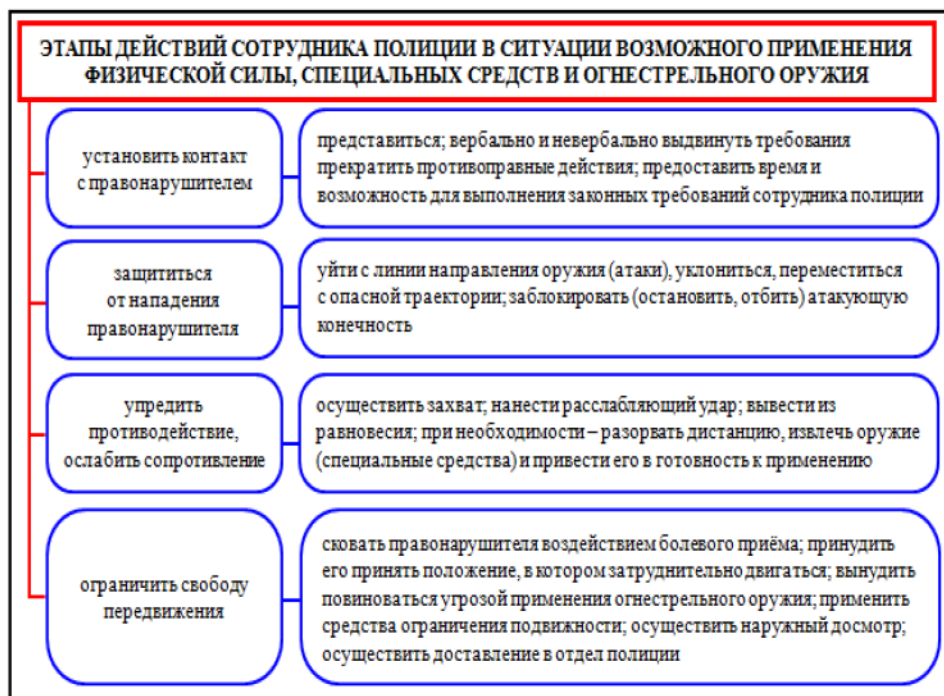 ЭТАПЫ ДЕЙСТВИЙ СОТРУДНИКА ПОЛИЦИИ В СИТУАЦИИ ВОЗМОЖНОГО ПРИМЕНЕНИЯ
ФИЗИЧЕСКОЙ СИЛЫ, СПЕЦИАЛЬНЫХ СРЕДСТВ И ОГНЕСТРЕЛЬНОГО ОРУЖИЯ
установить контакт
с правонарушителем
представиться; вербально и невербально выдвинуть требования
прекратить противоправные действия; предоставить время и
возможность для выполнения законных требований сотрудника полиции
защититься
от нападения
правонарушителя
уйти с линии направления оружия (атаки), уклониться, переместиться
с опасной траектории; заблокировать (остановить, отбить) атакующую
конечность
упредить
противодействие,
ослабить сопротивление
осуществить захват; нанести расслабляющий удар; вывести из
равновесия; при необходимости – разорвать дистанцию, извлечь оружие
(специальные средства) и привести его в готовность к применению
ограничить свободу
передвижения
сковать правонарушителя воздействием болевого приёма; принудить
его принять положение, в котором затруднительно двигаться; вынудить
повиноваться угрозой применения огнестрельного оружия; применить
средства ограничения подвижности; осуществить наружный досмотр;
осуществить доставление в отдел полиции